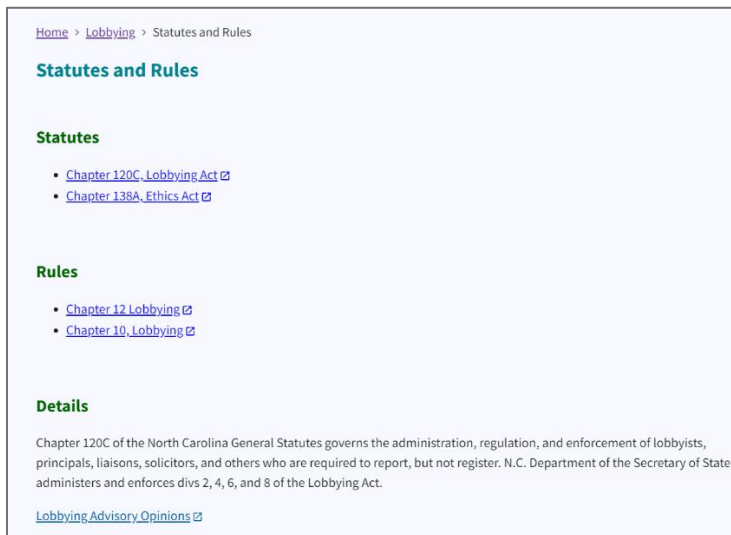 Home > Lobbying > Statutes and Rules
Statutes and Rules
Statutes
• Chapter 120C, Lobbying Act
• Chapter 138A, Ethics Act
Rules
• Chapter 12 Lobbying
• Chapter 10, Lobbying
Details
Chapter 120C of the North Carolina General Statutes governs the administration, regulation, and enforcement of lobbyists,
principals, liaisons, solicitors, and others who are required to report, but not register. N.C. Department of the Secretary of State
administers and enforces divs 2, 4, 6, and 8 of the Lobbying Act.
Lobbying Advisory Opinions